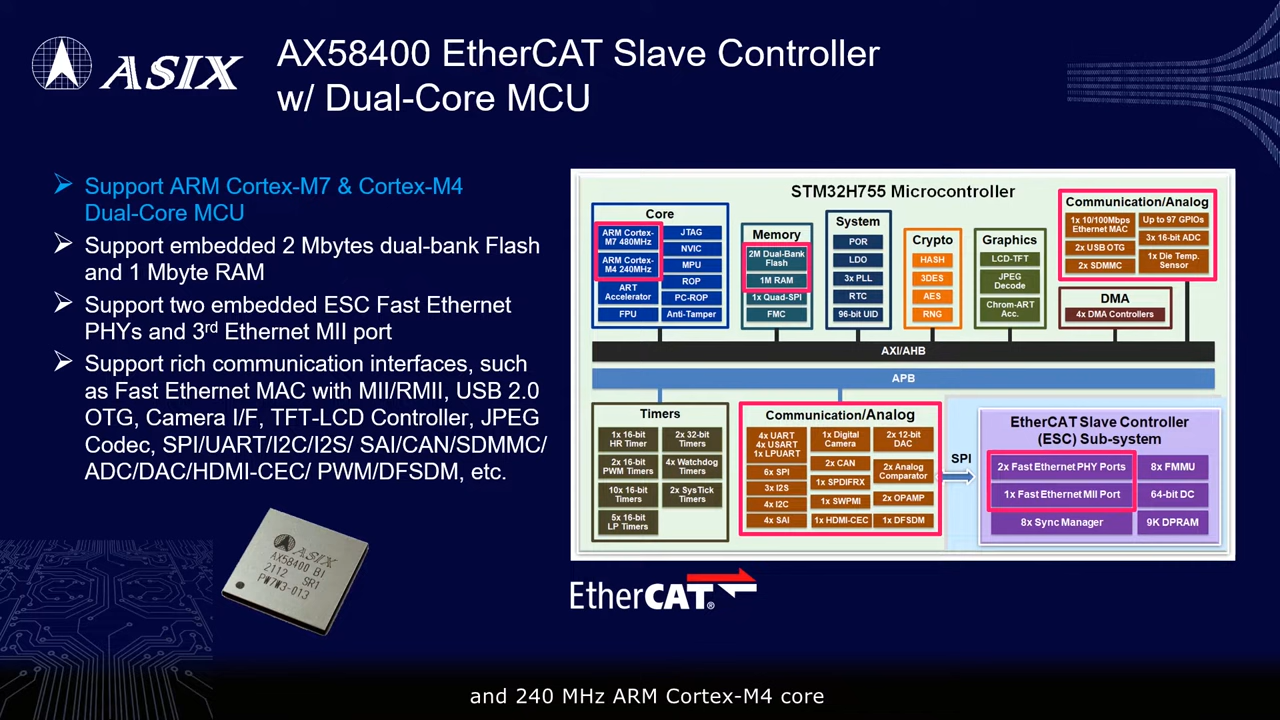 ASIX
AX58400 EtherCAT Slave Controller
w/ Dual-Core MCU
Support ARM Cortex-M7 & Cortex-M4
Dual-Core MCU
Support embedded 2 Mbytes dual-bank Flash
and 1 Mbyte RAM
Support two embedded ESC Fast Ethernet
PHYs and 3rd Ethernet MII port
Support rich communication interfaces, such
as Fast Ethernet MAC with MII/RMII, USB 2.0
OTG, Camera I/F, TFT-LCD Controller, JPEG
Codec, SPI/UART/I2C/I2S/ SAI/CAN/SDMMC/
ADC/DAC/HDMI-CEC/ PWM/DFSDM, etc.
ASIX
AX58400 BI
2112 SR1
PW7W3-013
STM32H755 Microcontroller
Core
ARM Cortex-
M7 480MHz
ARM Cortex-
M4 240MHz
ART
Accelerator
FPU
JTAG
NVIC
MPU
ROP
PC-ROP
Anti-Tamper
Memory
2M Dual-Bank
Flash
1M RAM
1x Quad-SPI
FMC
System
POR
LDO
3x PLL
RTC
96-bit UID
Crypto
HASH
3DES
AES
RNG
Graphics
LCD-TFT
JPEG
Decode
Chrom-ART
Acc.
Communication/Analog
1x 10/100Mbps
Ethernet MAC
2x USB OTG
2x SDMMC
Up to 97 GPIOs
3x 16-bit ADC
1x Die Temp.
Sensor
DMA
4x DMA Controllers
AXI/AHB
APB
Timers
1x 16-bit
HR Timer
2x 16-bit
PWM Timers
10x 16-bit
Timers
5x 16-bit
LP Timers
2x 32-bit
Timers
4x Watchdog
Timers
2x SysTick
Timers
Communication/Analog
4x UART
4x USART
1x LPUART
6x SPI
3x I2S
4x I2C
4x SAI
1x Digital
Camera
2x CAN
1x SPDIFRX
1x SWPMI
1x HDMI-CEC
2x 12-bit
DAC
2x Analog
Comparator
2x OPAMP
1x DFSDM
SPI
EtherCAT Slave Controller
(ESC) Sub-system
2x Fast Ethernet PHY Ports
1x Fast Ethernet MII Port
8x Sync Manager
8x FMMU
64-bit DC
9K DPRAM
EtherCAT®
and 240 MHz ARM Cortex-M4 core